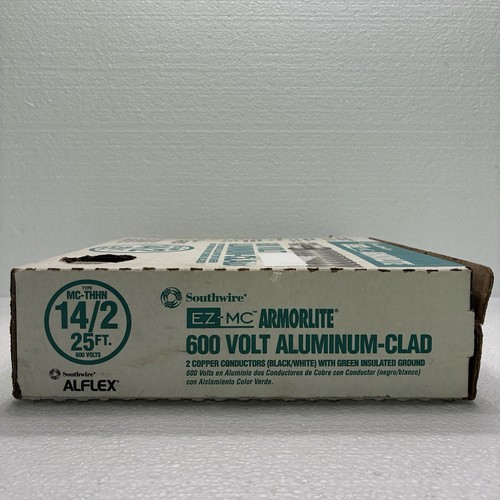 TYPE
MC-THHN
14/2
25 FT.
600 VOLTS
Southwire®
ALFLEX®
Southwire®
EZ-MC™ ARMORLITE®
600 VOLT ALUMINUM-CLAD
2 COPPER CONDUCTORS (BLACK/WHITE) WITH GREEN INSULATED GROUND
600 Volts en Aluminio dos Conductores de Cobre con Conductor (negro/blanco)
con Aislamiento Color Verde.